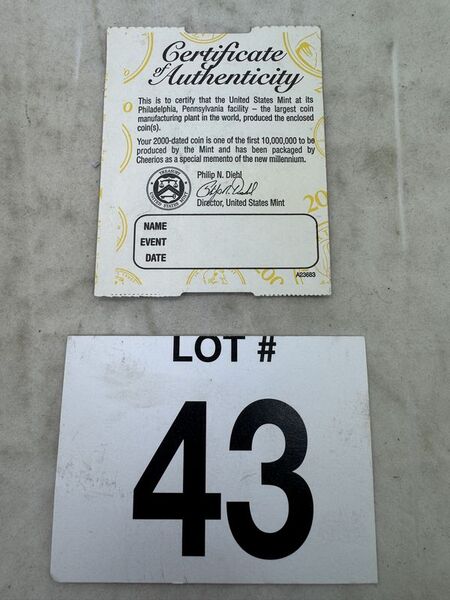 Certificate
of Authenticity
This is to certify that the United States Mint at its
Philadelphia, Pennsylvania facility – the largest coin
manufacturing plant in the world, produced the enclosed
coin(s).
Your 2000-dated coin is one of the first 10,000,000 to be
produced by the Mint and has been packaged by
Cheerios as a special memento of the new millennium.
Philip N. Diehl
Director, United States Mint
NAME
EVENT
DATE
A23683
LOT #
43